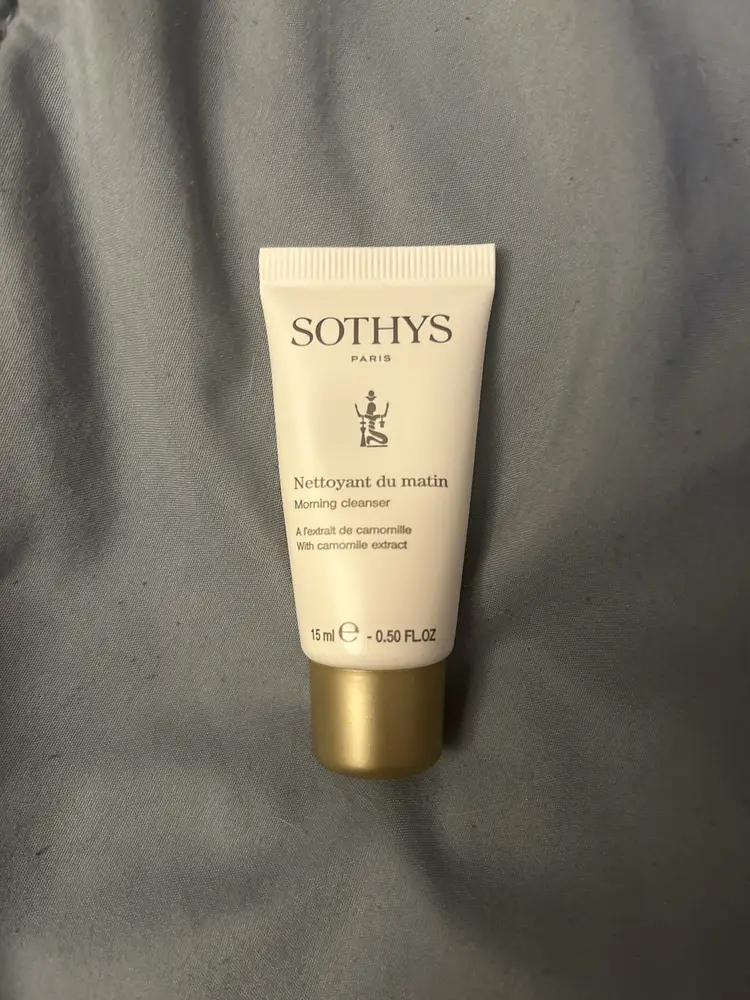 SOTHYS
PARIS
Nettoyant du matin
Morning cleanser
A l'extrait de camomille
With camomile extract
15 ml ℮ - 0.50 FL.OZ